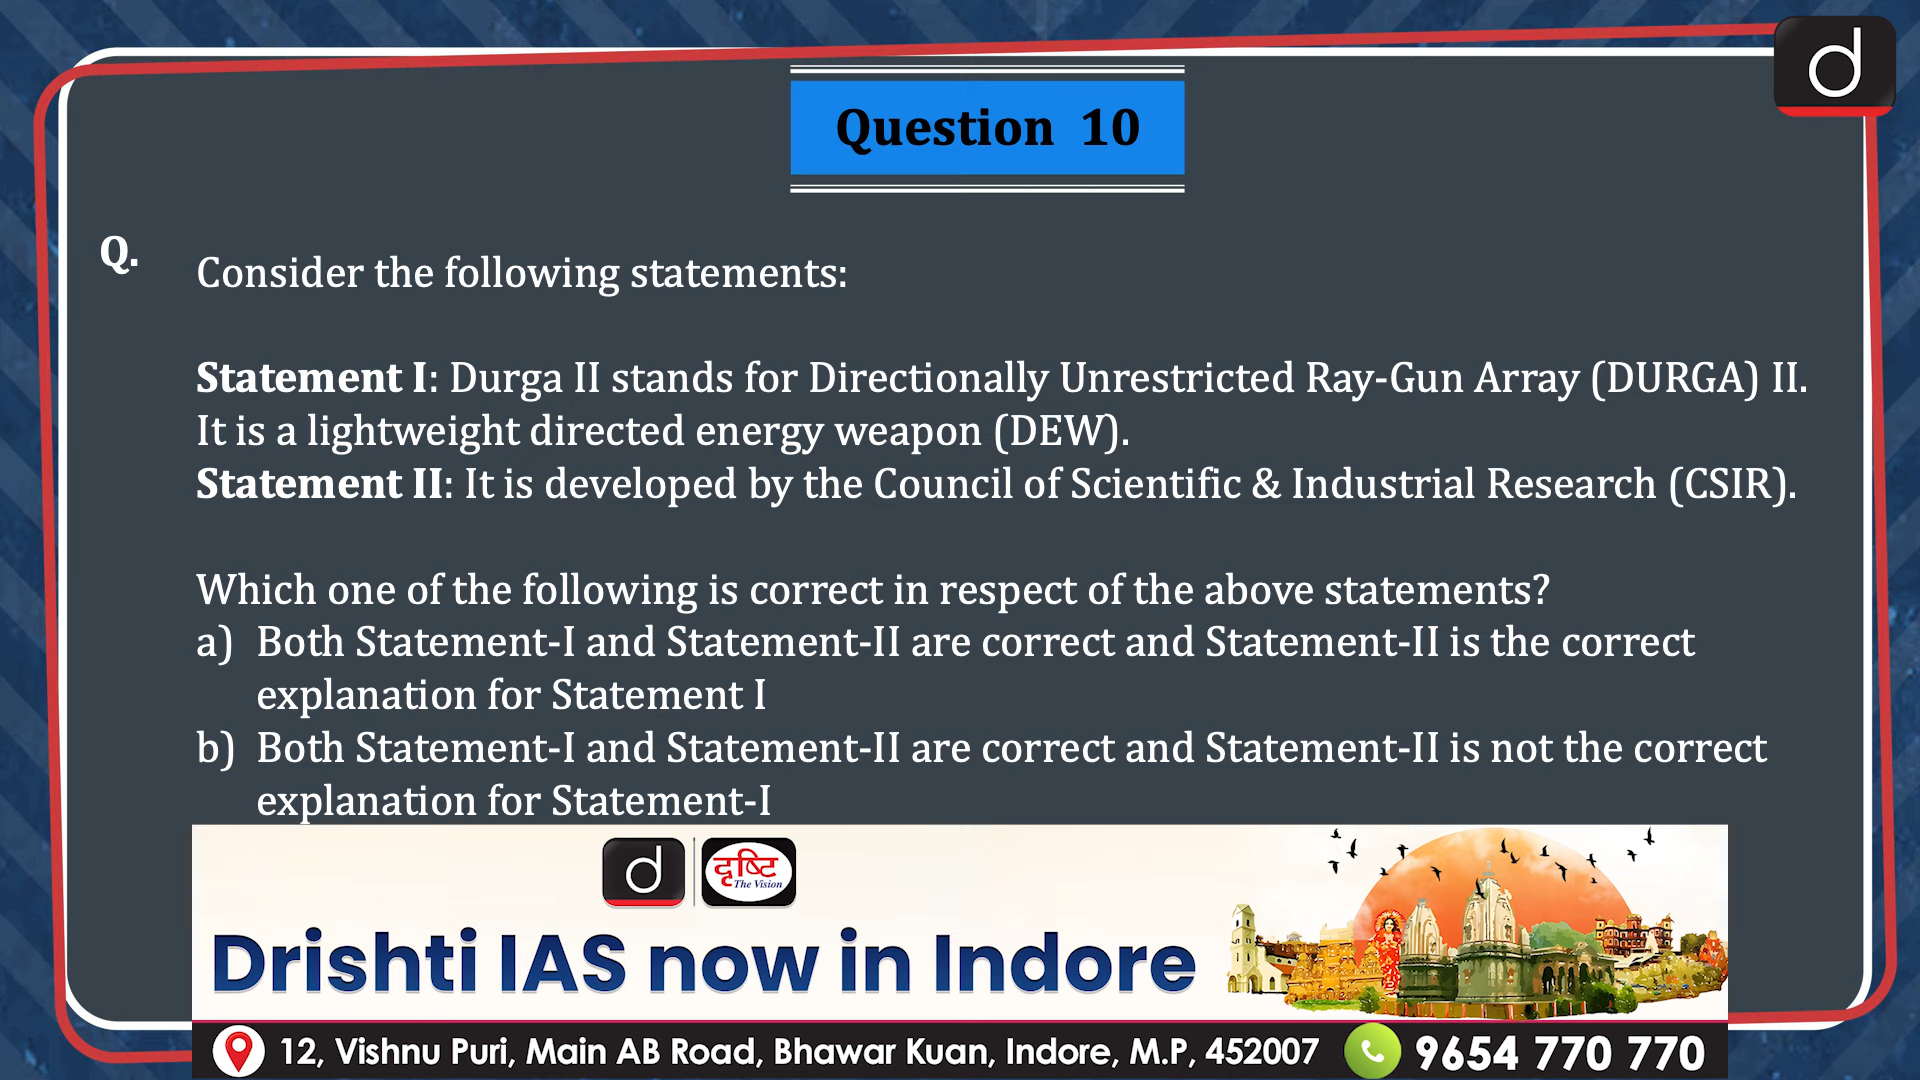 d
Question 10
Q.
Consider the following statements:
Statement I: Durga II stands for Directionally Unrestricted Ray-Gun Array (DURGA) II.
It is a lightweight directed energy weapon (DEW).
Statement II: It is developed by the Council of Scientific & Industrial Research (CSIR).
Which one of the following is correct in respect of the above statements?
a) Both Statement-I and Statement-II are correct and Statement-II is the correct
explanation for Statement I
b) Both Statement-I and Statement-II are correct and Statement-II is not the correct
explanation for Statement-I
d
दृष्टि
The Vision
Drishti IAS now in Indore
12, Vishnu Puri, Main AB Road, Bhawar Kuan, Indore, M.P, 452007 9654 770 770